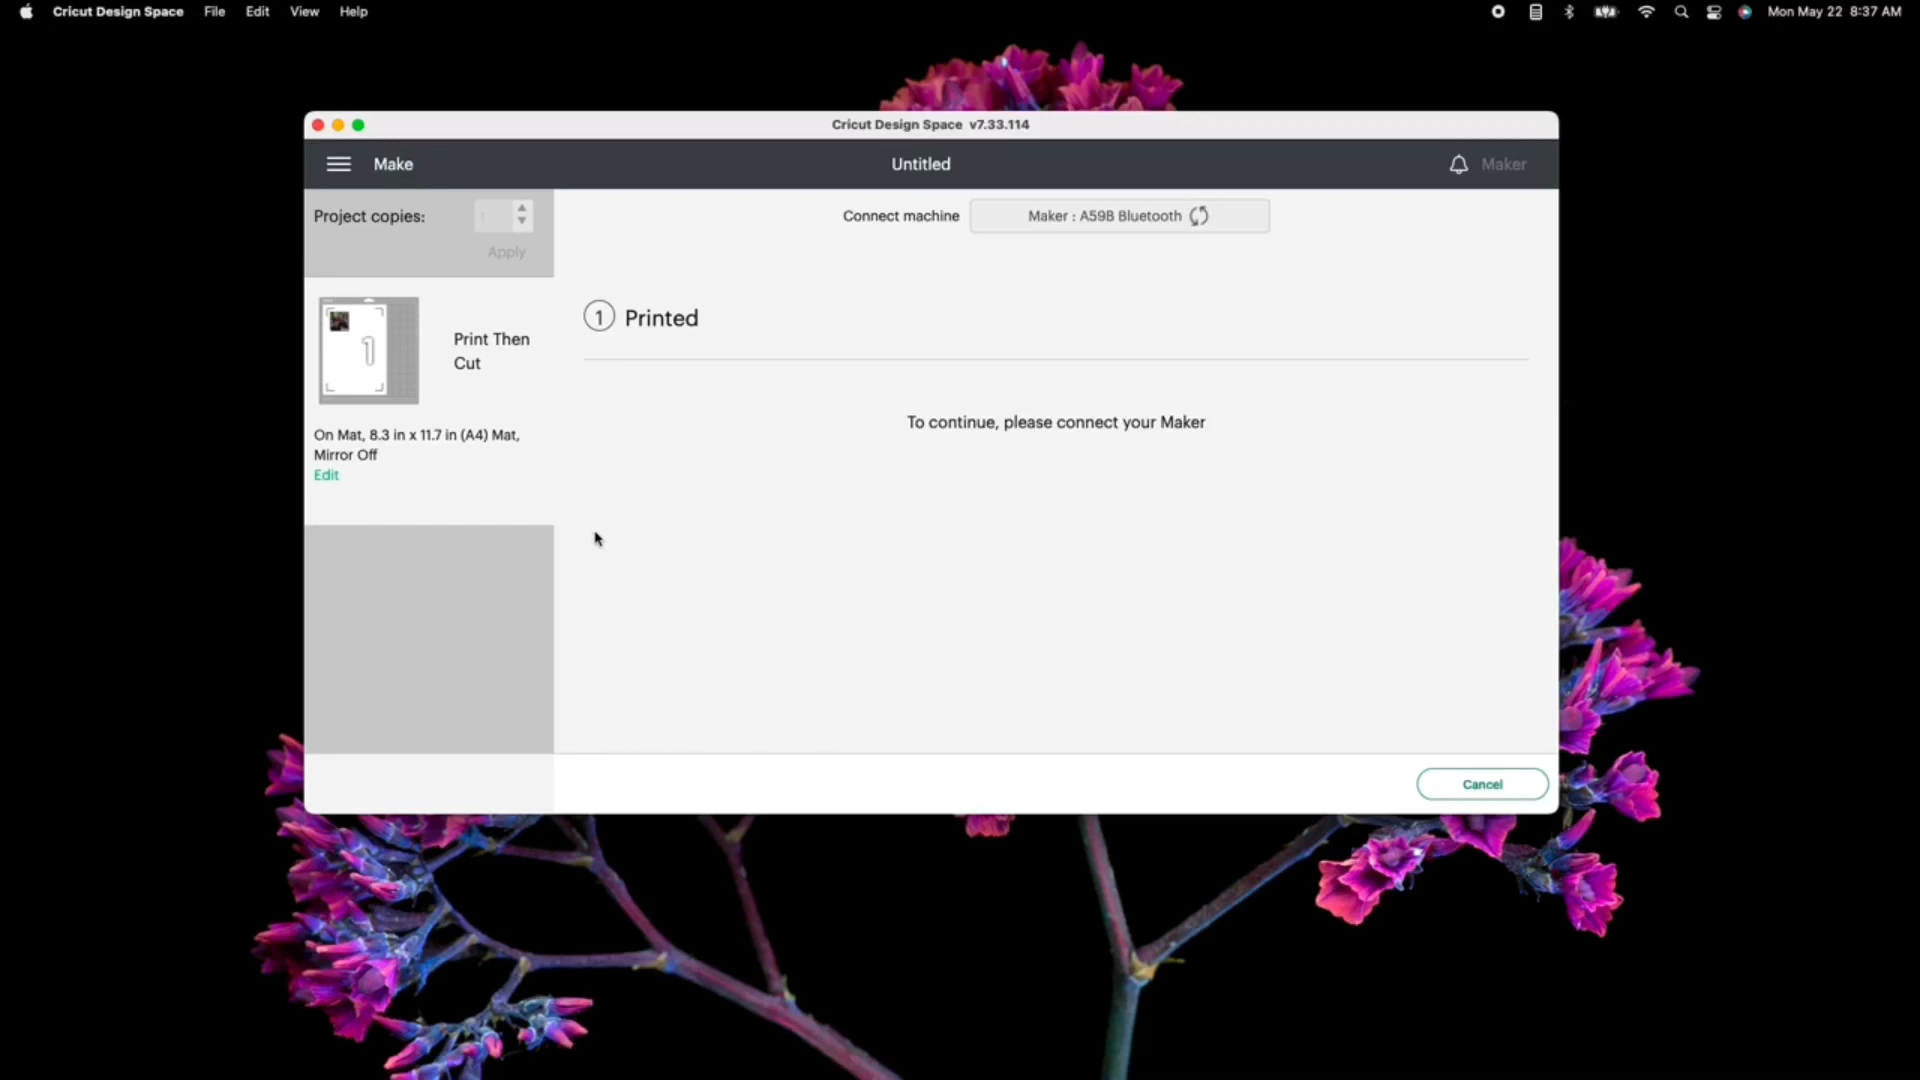 Cricut Design Space File Edit View Help
Mon May 22 8:37 AM
Cricut Design Space v7.33.114
Make
Untitled
Maker
Project copies:
Apply
Connect machine
Maker : A59B Bluetooth
1 Printed
1
Print Then
Cut
To continue, please connect your Maker
On Mat, 8.3 in x 11.7 in (A4) Mat,
Mirror Off
Edit
Cancel